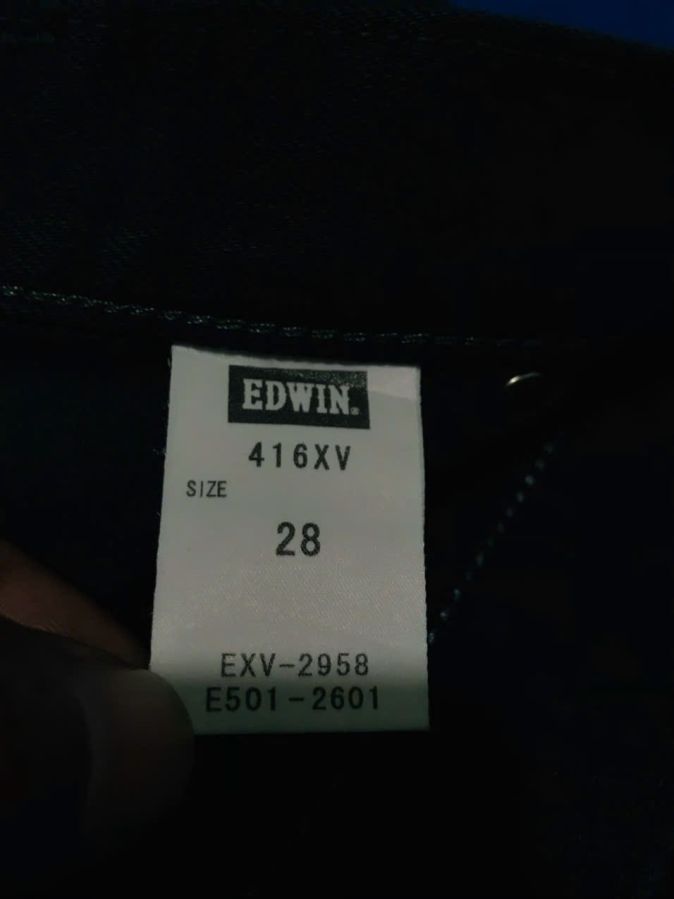 EDWIN.
416XV
SIZE
28
EXV-2958
E501-2601